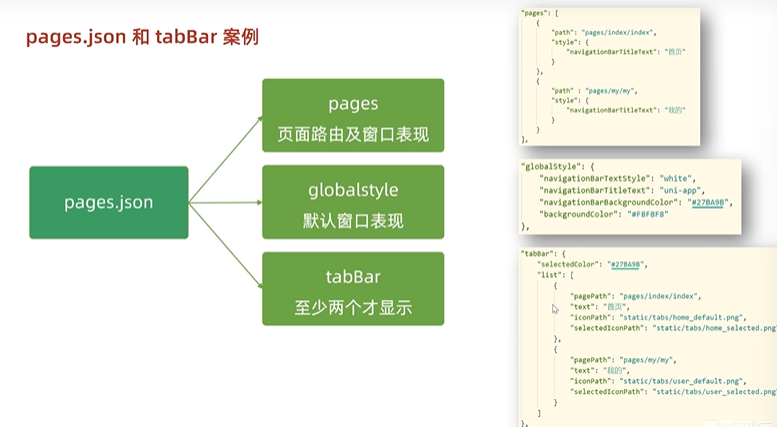 pages.json 和 tabBar 案例
pages.json
pages
页面路由及窗口表现
globalstyle
默认窗口表现
tabBar
至少两个才显示
"pages": [
{
"path": "pages/index/index",
"style": {
"navigationBarTitleText": "首页"
}
},
{
"path" : "pages/my/my",
"style": {
"navigationBarTitleText": "我的"
}
}
],
"globalStyle": {
"navigationBarTextStyle": "white",
"navigationBarTitleText": "uni-app",
"navigationBarBackgroundColor": "#27BA9B",
"backgroundColor": "#F8F8F8"
},
"tabBar": {
"selectedColor": "#27BA9B",
"list": [
{
"pagePath": "pages/index/index",
"text": "首页",
"iconPath": "static/tabs/home_default.png",
"selectedIconPath": "static/tabs/home_selected.png"
},
{
"pagePath": "pages/my/my",
"text": "我的",
"iconPath": "static/tabs/user_default.png",
"selectedIconPath": "static/tabs/user_selected.png"
}
]
},